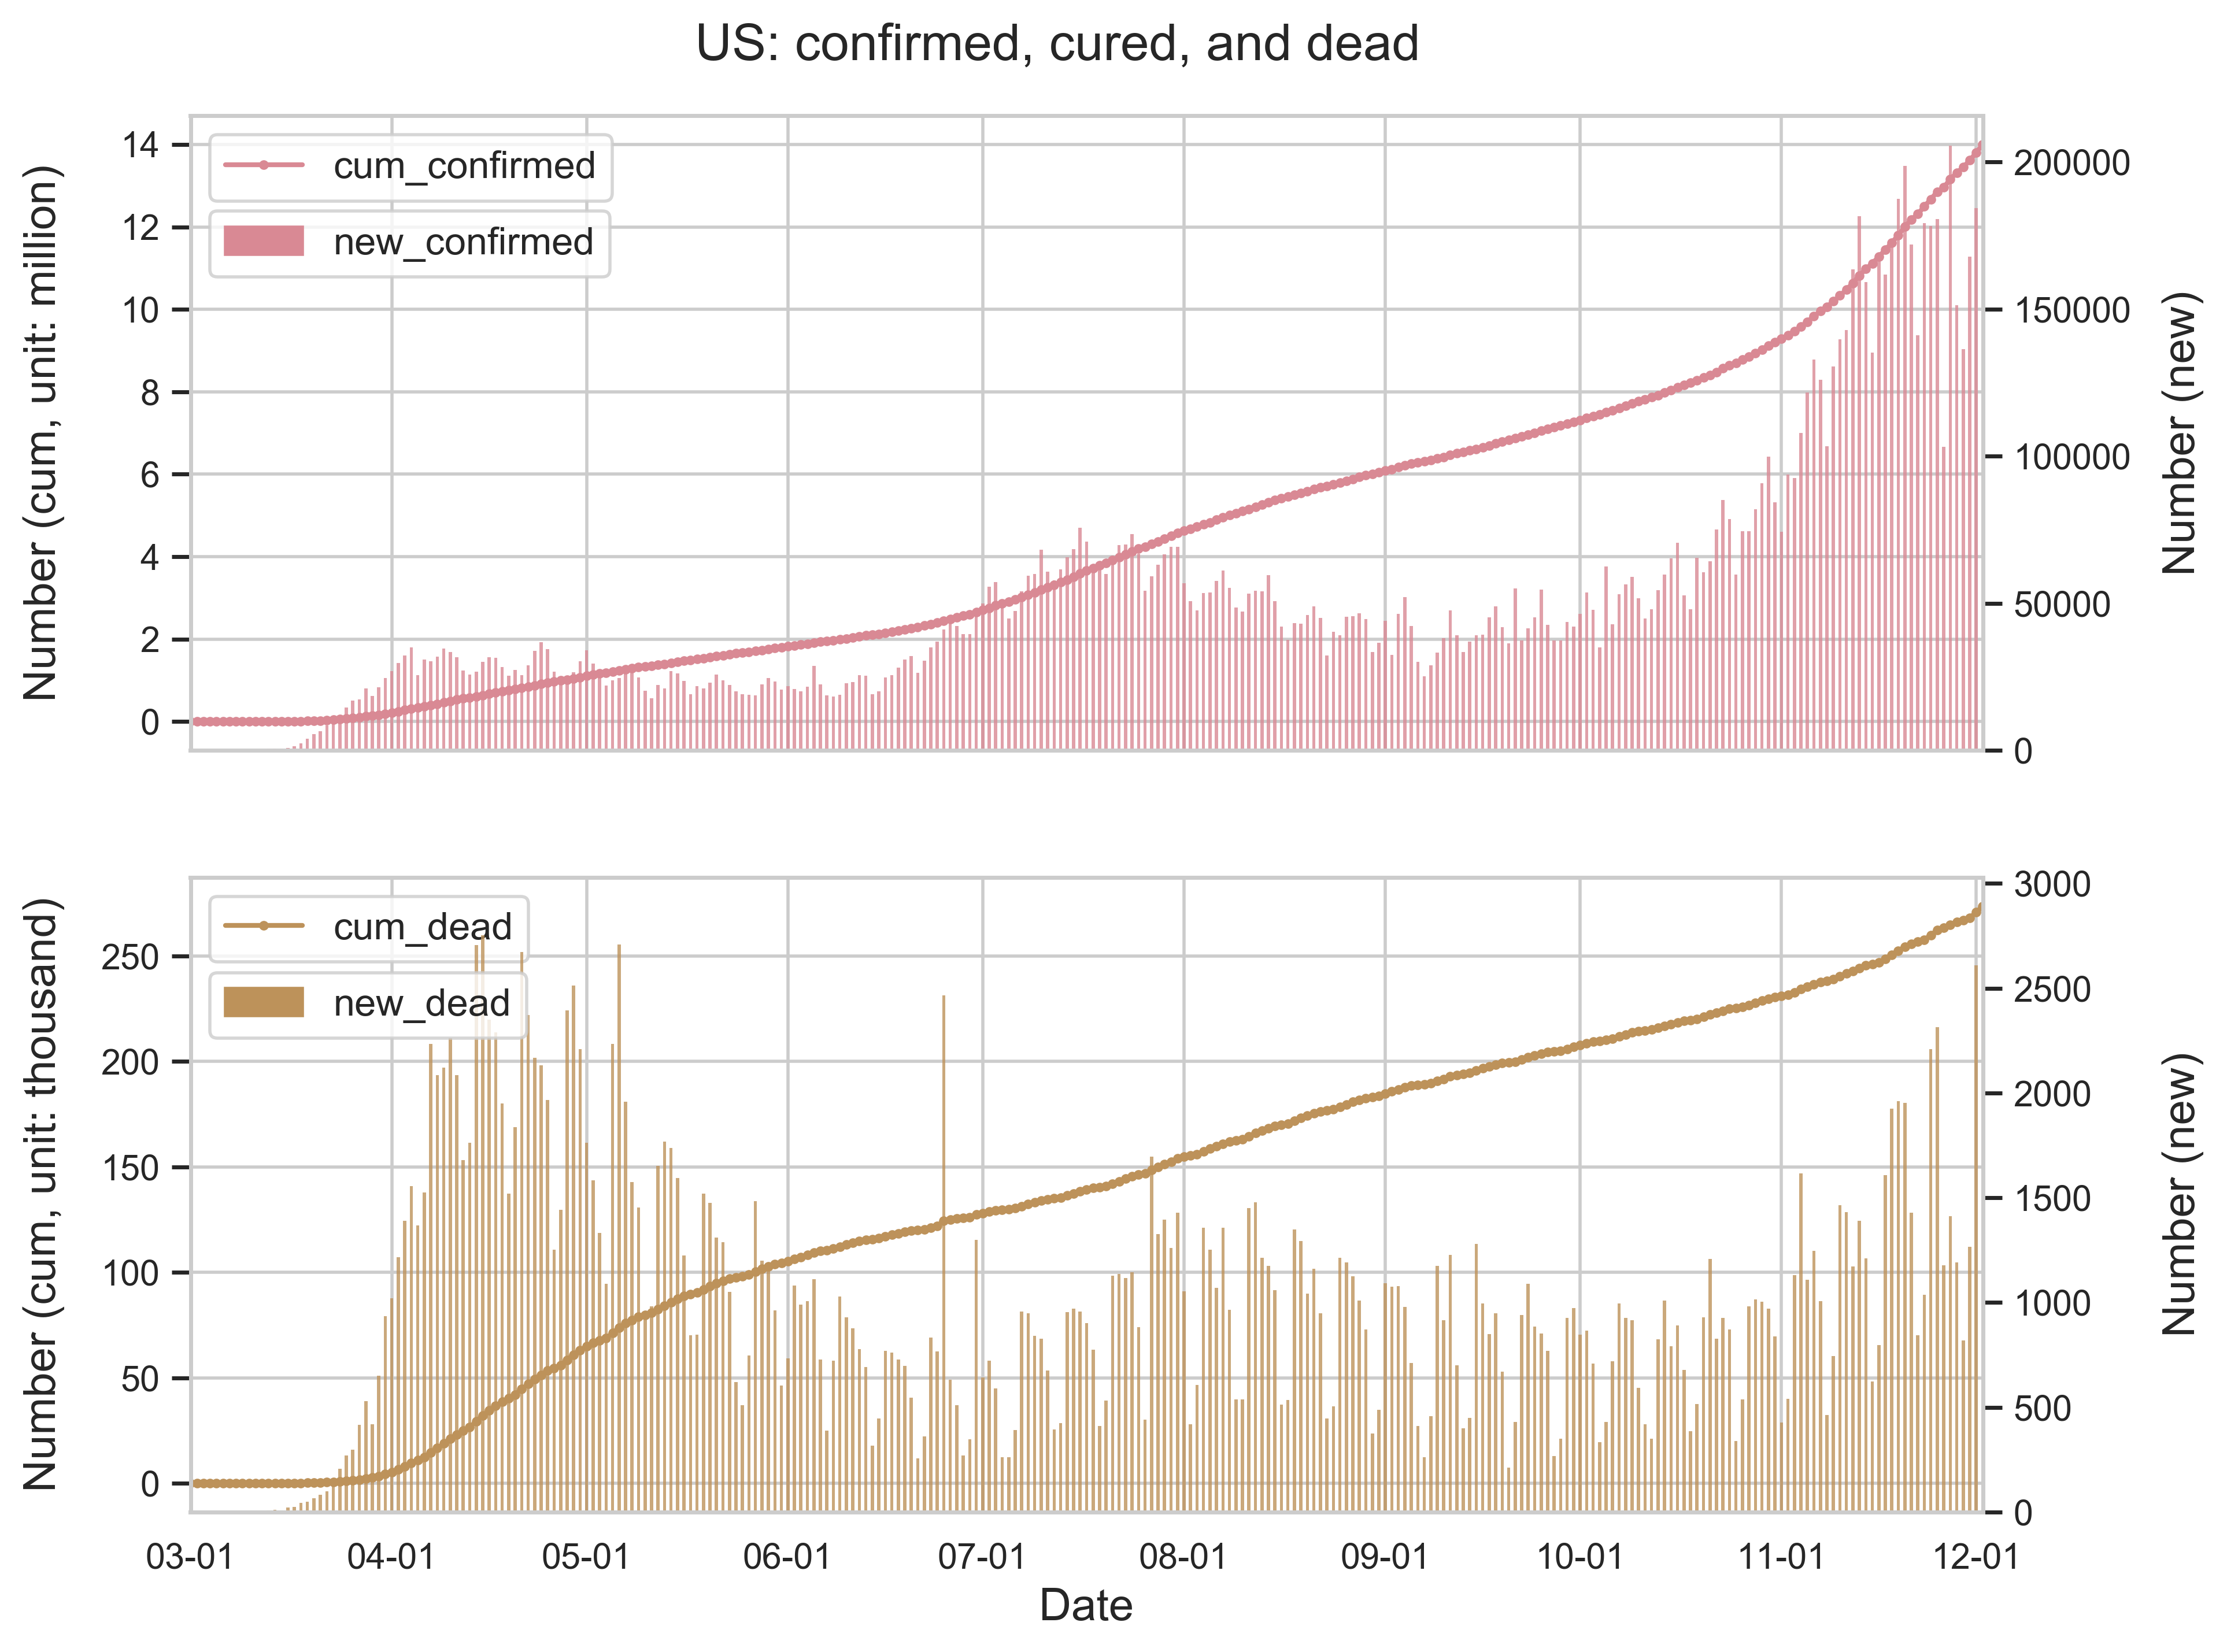 US: confirmed, cured, and dead
Number (cum, unit: million)
14
12
10
8
6
4
2
0
cum_confirmed
new_confirmed
200000
150000
100000
50000
0
Number (new)
Number (cum, unit: thousand)
250
200
150
100
50
0
cum_dead
new_dead
3000
2500
2000
1500
1000
500
0
Number (new)
03-01 04-01 05-01 06-01 07-01 08-01 09-01 10-01 11-01 12-01
Date